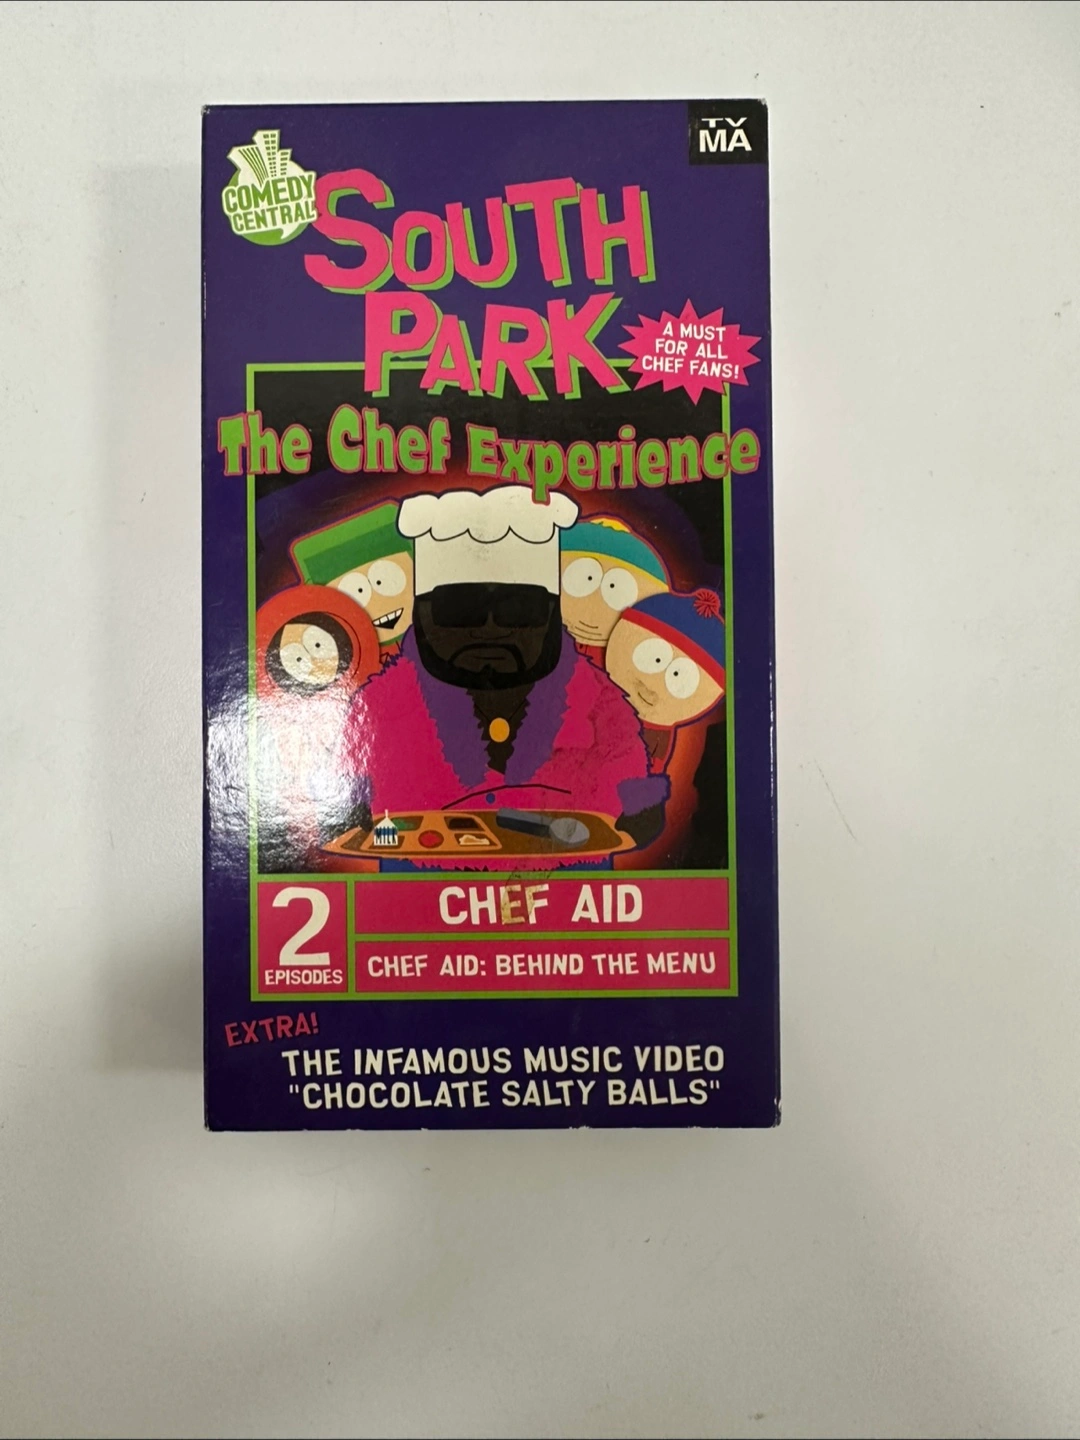 TV
MA
COMEDY
CENTRAL
SOUTH
PARK
A MUST
FOR ALL
CHEF FANS!
The Chef Experience
MILK
2
EPISODES
CHEF AID
CHEF AID: BEHIND THE MENU
EXTRA!
THE INFAMOUS MUSIC VIDEO
"CHOCOLATE SALTY BALLS"